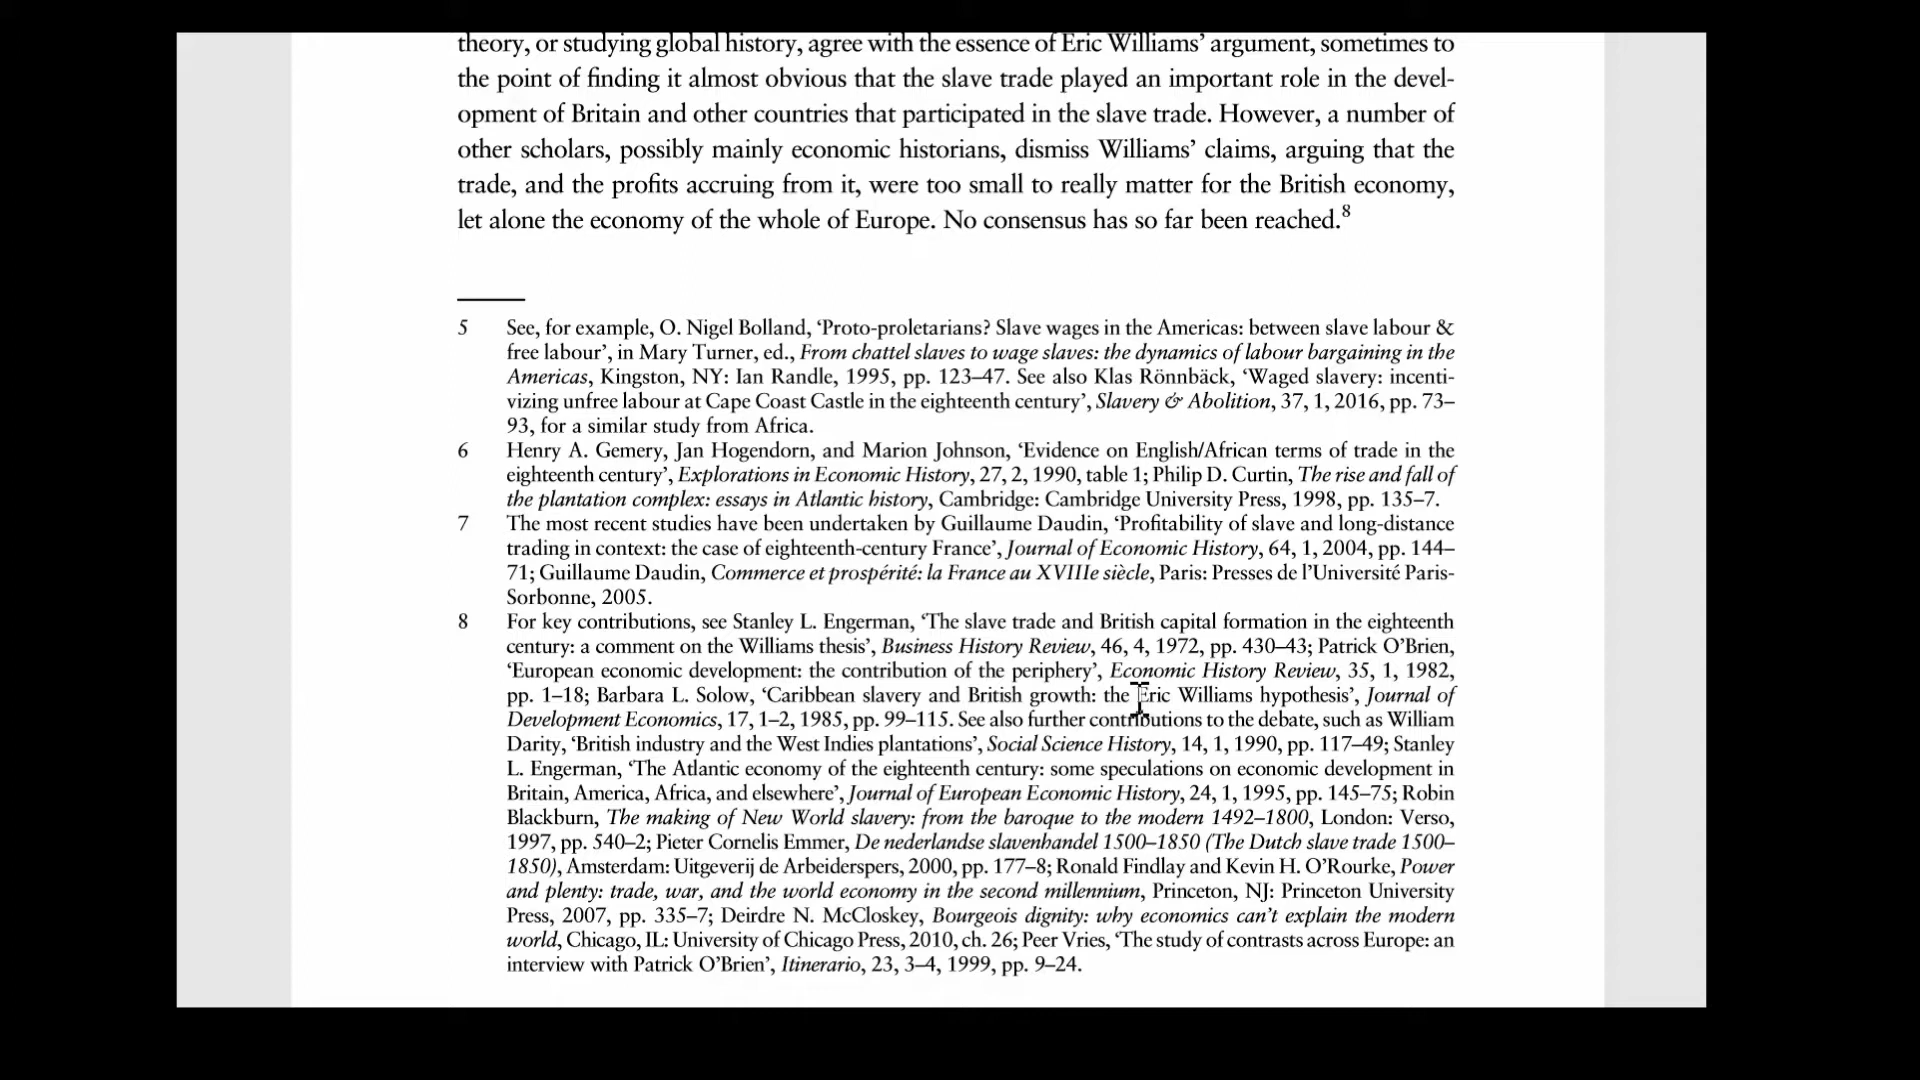 theory, or studying global history, agree with the essence of Eric Williams’ argument, sometimes to
the point of finding it almost obvious that the slave trade played an important role in the devel-
opment of Britain and other countries that participated in the slave trade. However, a number of
other scholars, possibly mainly economic historians, dismiss Williams’ claims, arguing that the
trade, and the profits accruing from it, were too small to really matter for the British economy,
let alone the economy of the whole of Europe. No consensus has so far been reached.8
5 See, for example, O. Nigel Bolland, ‘Proto-proletarians? Slave wages in the Americas: between slave labour &
free labour’, in Mary Turner, ed., From chattel slaves to wage slaves: the dynamics of labour bargaining in the
Americas, Kingston, NY: Ian Randle, 1995, pp. 123–47. See also Klas Rönnbäck, ‘Waged slavery: incenti-
vizing unfree labour at Cape Coast Castle in the eighteenth century’, Slavery & Abolition, 37, 1, 2016, pp. 73–
93, for a similar study from Africa.
6 Henry A. Gemery, Jan Hogendorn, and Marion Johnson, ‘Evidence on English/African terms of trade in the
eighteenth century’, Explorations in Economic History, 27, 2, 1990, table 1; Philip D. Curtin, The rise and fall of
the plantation complex: essays in Atlantic history, Cambridge: Cambridge University Press, 1998, pp. 135–7.
7 The most recent studies have been undertaken by Guillaume Daudin, ‘Profitability of slave and long-distance
trading in context: the case of eighteenth-century France’, Journal of Economic History, 64, 1, 2004, pp. 144–
71; Guillaume Daudin, Commerce et prospérité: la France au XVIIIe siècle, Paris: Presses de l’Université Paris-
Sorbonne, 2005.
8 For key contributions, see Stanley L. Engerman, ‘The slave trade and British capital formation in the eighteenth
century: a comment on the Williams thesis’, Business History Review, 46, 4, 1972, pp. 430–43; Patrick O’Brien,
‘European economic development: the contribution of the periphery’, Economic History Review, 35, 1, 1982,
pp. 1–18; Barbara L. Solow, ‘Caribbean slavery and British growth: the Eric Williams hypothesis’, Journal of
Development Economics, 17, 1–2, 1985, pp. 99–115. See also further contributions to the debate, such as William
Darity, ‘British industry and the West Indies plantations’, Social Science History, 14, 1, 1990, pp. 117–49; Stanley
L. Engerman, ‘The Atlantic economy of the eighteenth century: some speculations on economic development in
Britain, America, Africa, and elsewhere’, Journal of European Economic History, 24, 1, 1995, pp. 145–75; Robin
Blackburn, The making of New World slavery: from the baroque to the modern 1492–1800, London: Verso,
1997, pp. 540–2; Pieter Cornelis Emmer, De nederlandse slavenhandel 1500–1850 (The Dutch slave trade 1500–
1850), Amsterdam: Uitgeverij de Arbeiderspers, 2000, pp. 177–8; Ronald Findlay and Kevin H. O’Rourke, Power
and plenty: trade, war, and the world economy in the second millennium, Princeton, NJ: Princeton University
Press, 2007, pp. 335–7; Deirdre N. McCloskey, Bourgeois dignity: why economics can’t explain the modern
world, Chicago, IL: University of Chicago Press, 2010, ch. 26; Peer Vries, ‘The study of contrasts across Europe: an
interview with Patrick O’Brien’, Itinerario, 23, 3–4, 1999, pp. 9–24.